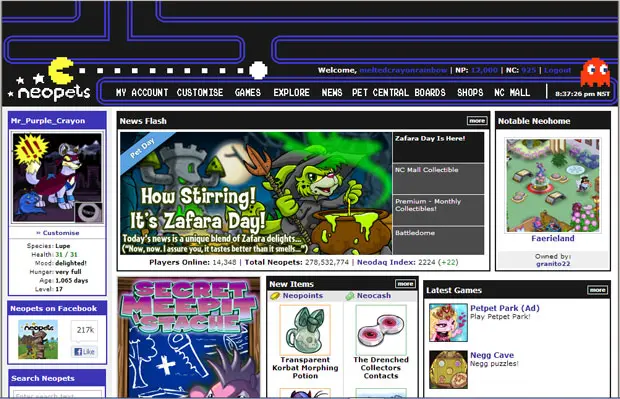 Welcome, meltedcrayonrainbow | NP: 12,000 | NC: 925 | Logout
neopets
MY ACCOUNT CUSTOMISE GAMES EXPLORE NEWS PET CENTRAL BOARDS SHOPS NC MALL 8:37:26 pm NST
Mr_Purple_Crayon
!!!
» Customise
Species: Lupe
Health: 31 / 31
Mood: delighted!
Hunger: very full
Age: 1,065 days
Level: 17
Neopets on Facebook
neopets
217k
Like
Search Neopets
Enter search text
News Flash more
Pet Day
How Stirring!
It's Zafara Day!
Today's news is a unique blend of Zafara delights...
("Now, now. I assure you, it tastes better than it smells...")
Zafara Day Is Here!
NC Mall Collectible
Premium - Monthly
Collectibles!
Battledome
Players Online: 14,348 | Total Neopets: 278,532,774 | Neodaq Index: 2224 (+22)
Notable Neohome
Faerieland
Owned by:
granito22
SECRET
MEEPIT
STACHE
New Items more
Neopoints
Neocash
Transparent
Korbat Morphing
Potion
The Drenched
Collectors
Contacts
Latest Games more
Petpet Park (Ad)
Play Petpet Park!
Negg Cave
Negg puzzles!